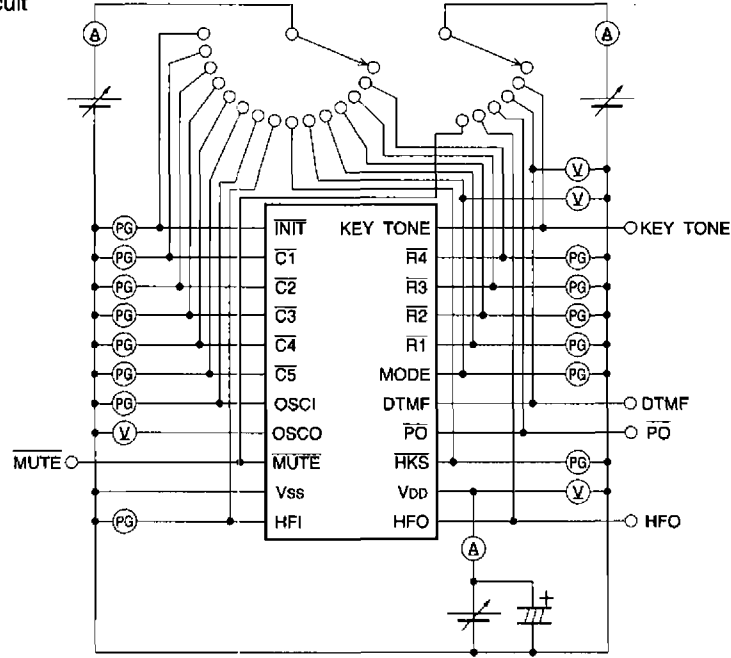 cuit
A
A
V
V
PG
INIT
KEY TONE
KEY TONE
PG
C1
R4
PG
PG
C2
R3
PG
PG
C3
R2
PG
PG
C4
R1
PG
PG
C5
MODE
PG
PG
OSCI
DTMF
DTMF
V
OSCO
PO
PO
MUTE
MUTE
HKS
PG
VSS
VDD
V
PG
HFI
HFO
HFO
A
+